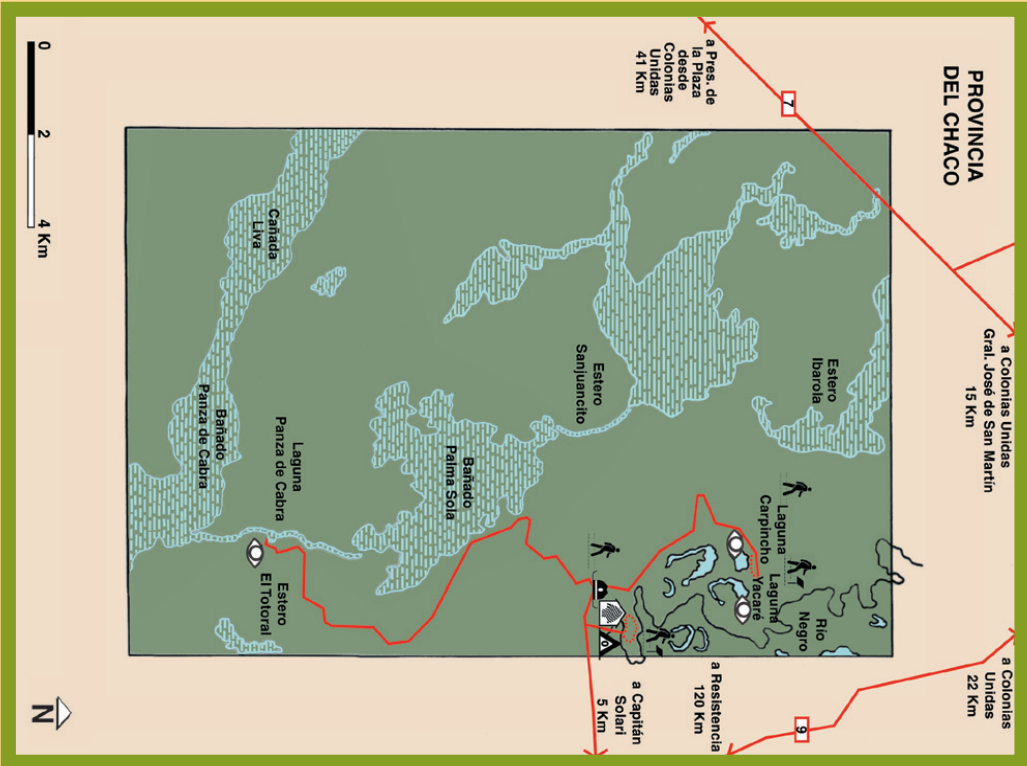 PROVINCIA
DEL CHACO
a Pres. de
la Plaza
desde
Colonias
Unidas
41 Km
7
a Colonias Unidas
Gral. José de San Martín
15 Km
a Colonias
Unidas
22 Km
9
Estero
Ibarola
Laguna
Carpincho
Laguna
Yacaré
Río
Negro
a Resistencia
120 Km
a Capitán
Solari
5 Km
Estero
Sanjuancito
Bañado
Palma Sola
Cañada
Liva
Laguna
Panza de Cabra
Bañado
Panza de Cabra
Estero
El Totoral
0
2
4 Km
N